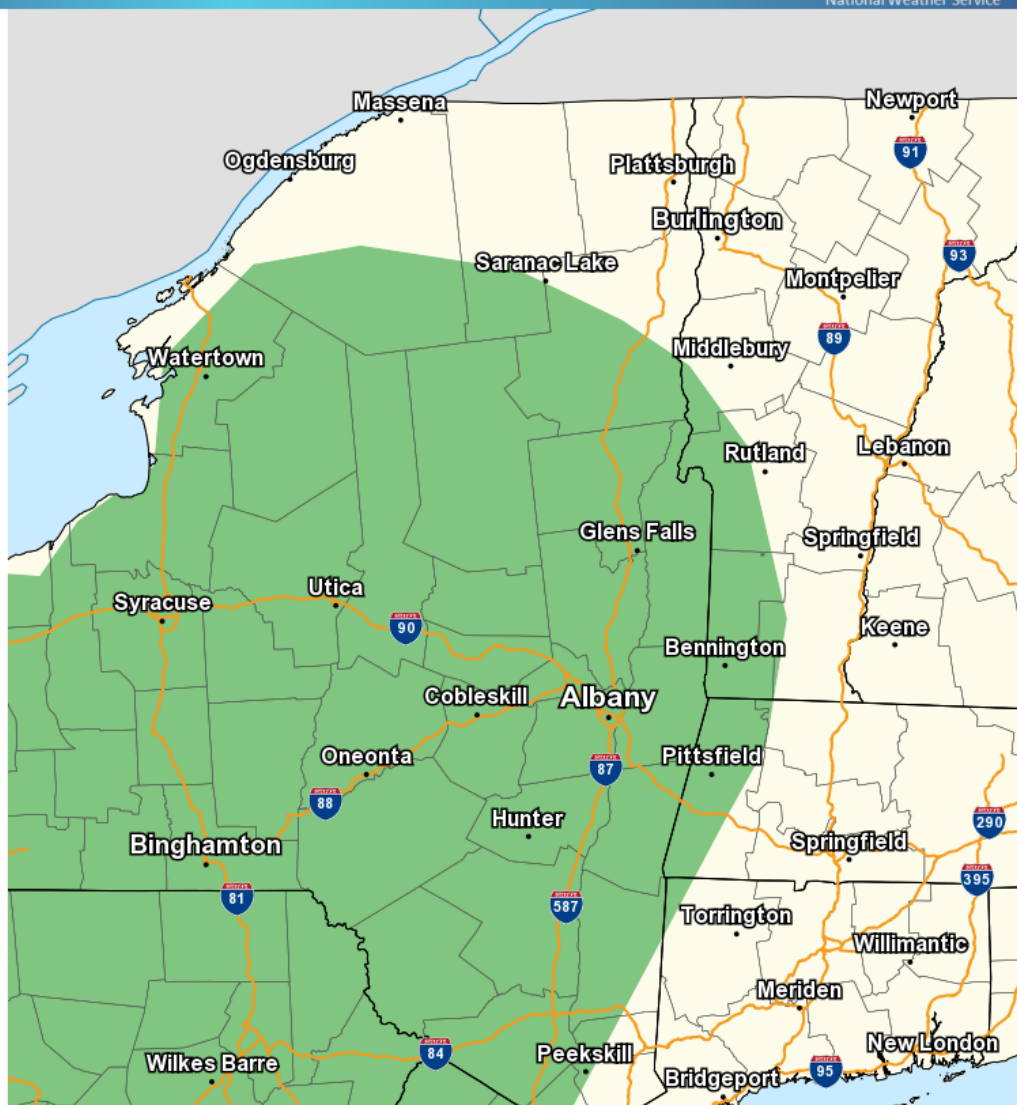 National Weather Service
Massena
Newport
91
Ogdensburg
Plattsburgh
Burlington
93
Saranac Lake
Montpelier
89
Watertown
Middlebury
Rutland
Lebanon
Glens Falls
Springfield
Utica
Syracuse
90
Keene
Bennington
Cobleskill
Albany
Oneonta
87
Pittsfield
88
Hunter
290
Binghamton
Springfield
395
81
587
Torrington
Willimantic
Meriden
84
Peekskill
New London
Wilkes Barre
95
Bridgeport